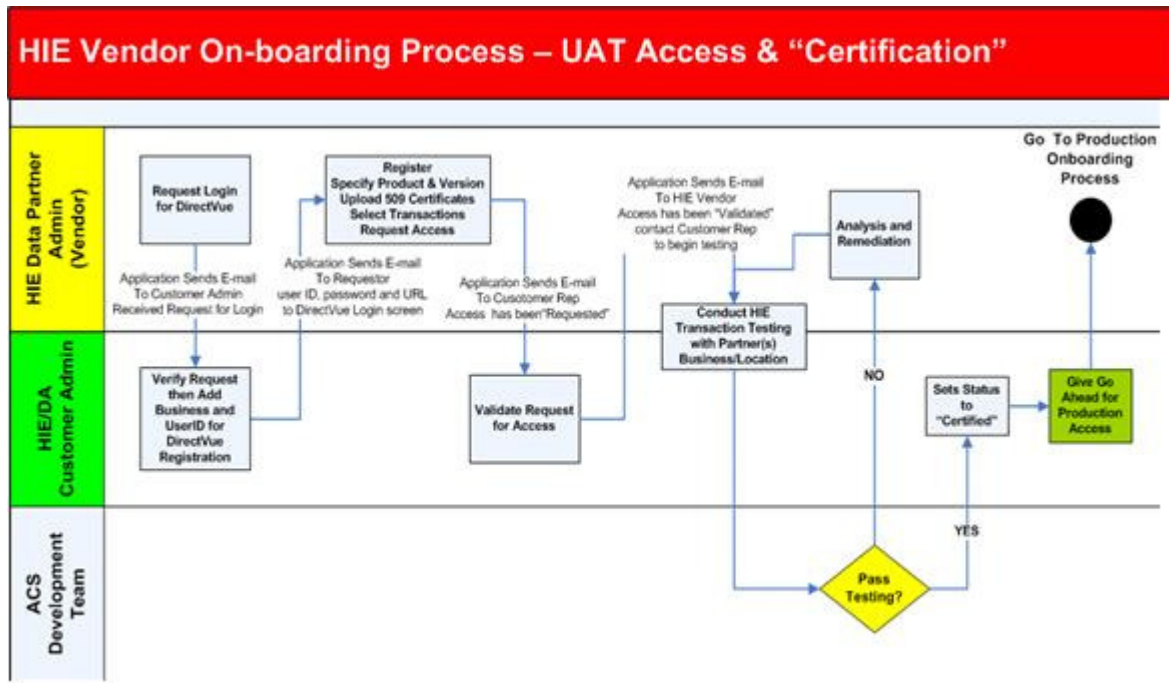 HIE Vendor On-boarding Process – UAT Access & “Certification”
HIE Data Partner
Admin
(Vendor)
Request Login
for DirectVue
Application Sends E-mail
To Customer Admin
Received Request for Login
Register
Specify Product & Version
Upload 509 Certificates
Select Transactions
Request Access
Application Sends E-mail
To Requestor
user ID, password and URL
to DirectVue Login screen
Application Sends E-mail
To Cusotomer Rep
Access has been“Requested”
Application Sends E-mail
To HIE Vendor
Access has been “Validated”
contact Customer Rep
to begin testing
Analysis and
Remediation
Go To Production
Onboarding
Process
Conduct HIE
Transaction Testing
with Partner(s)
Business/Location
HIE/DA
Customer Admin
Verify Request
then Add
Business and
UserID for
DirectVue
Registration
Validate Request
for Access
NO
Sets Status
to
“Certified”
Give Go
Ahead for
Production
Access
YES
ACS
Development
Team
Pass
Testing?